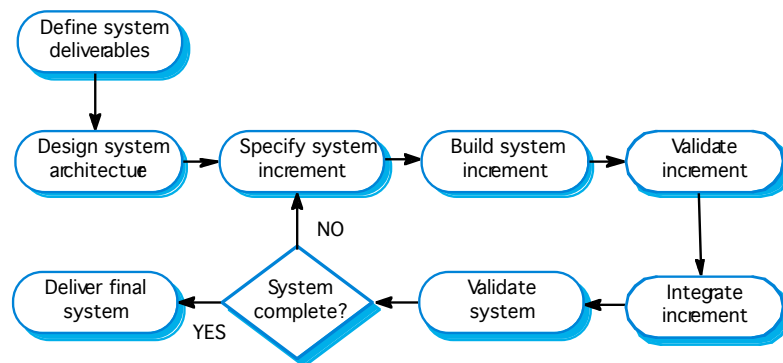 Define system
deliverables
Design system
architecture
Specify system
increment
Build system
increment
Validate
increment
NO
Deliver final
system
YES
System
complete?
Validate
system
Integrate
increment